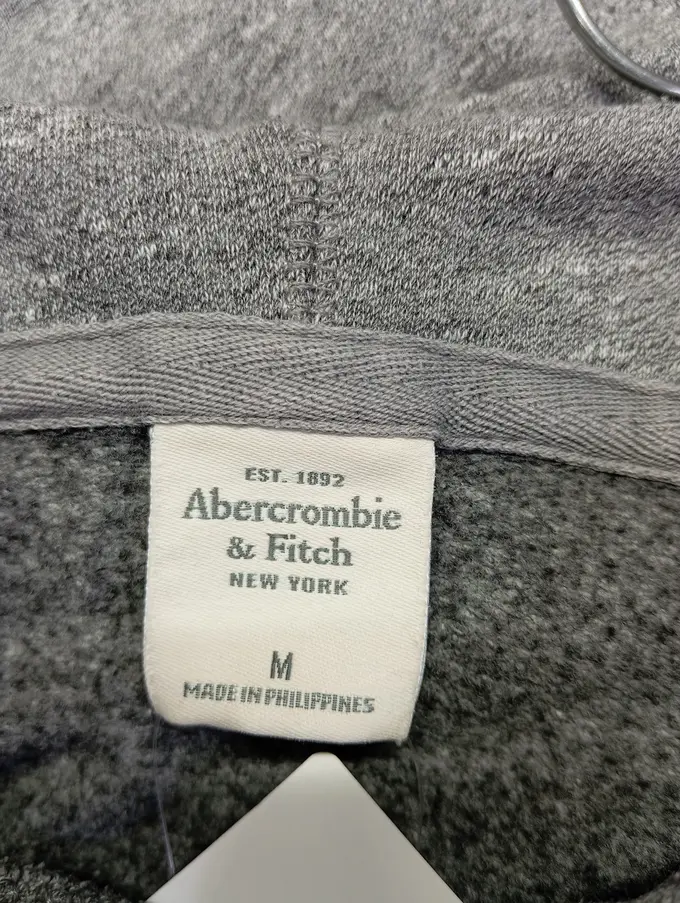 EST. 1892
Abercrombie
& Fitch
NEW YORK
M
MADE IN PHILIPPINES